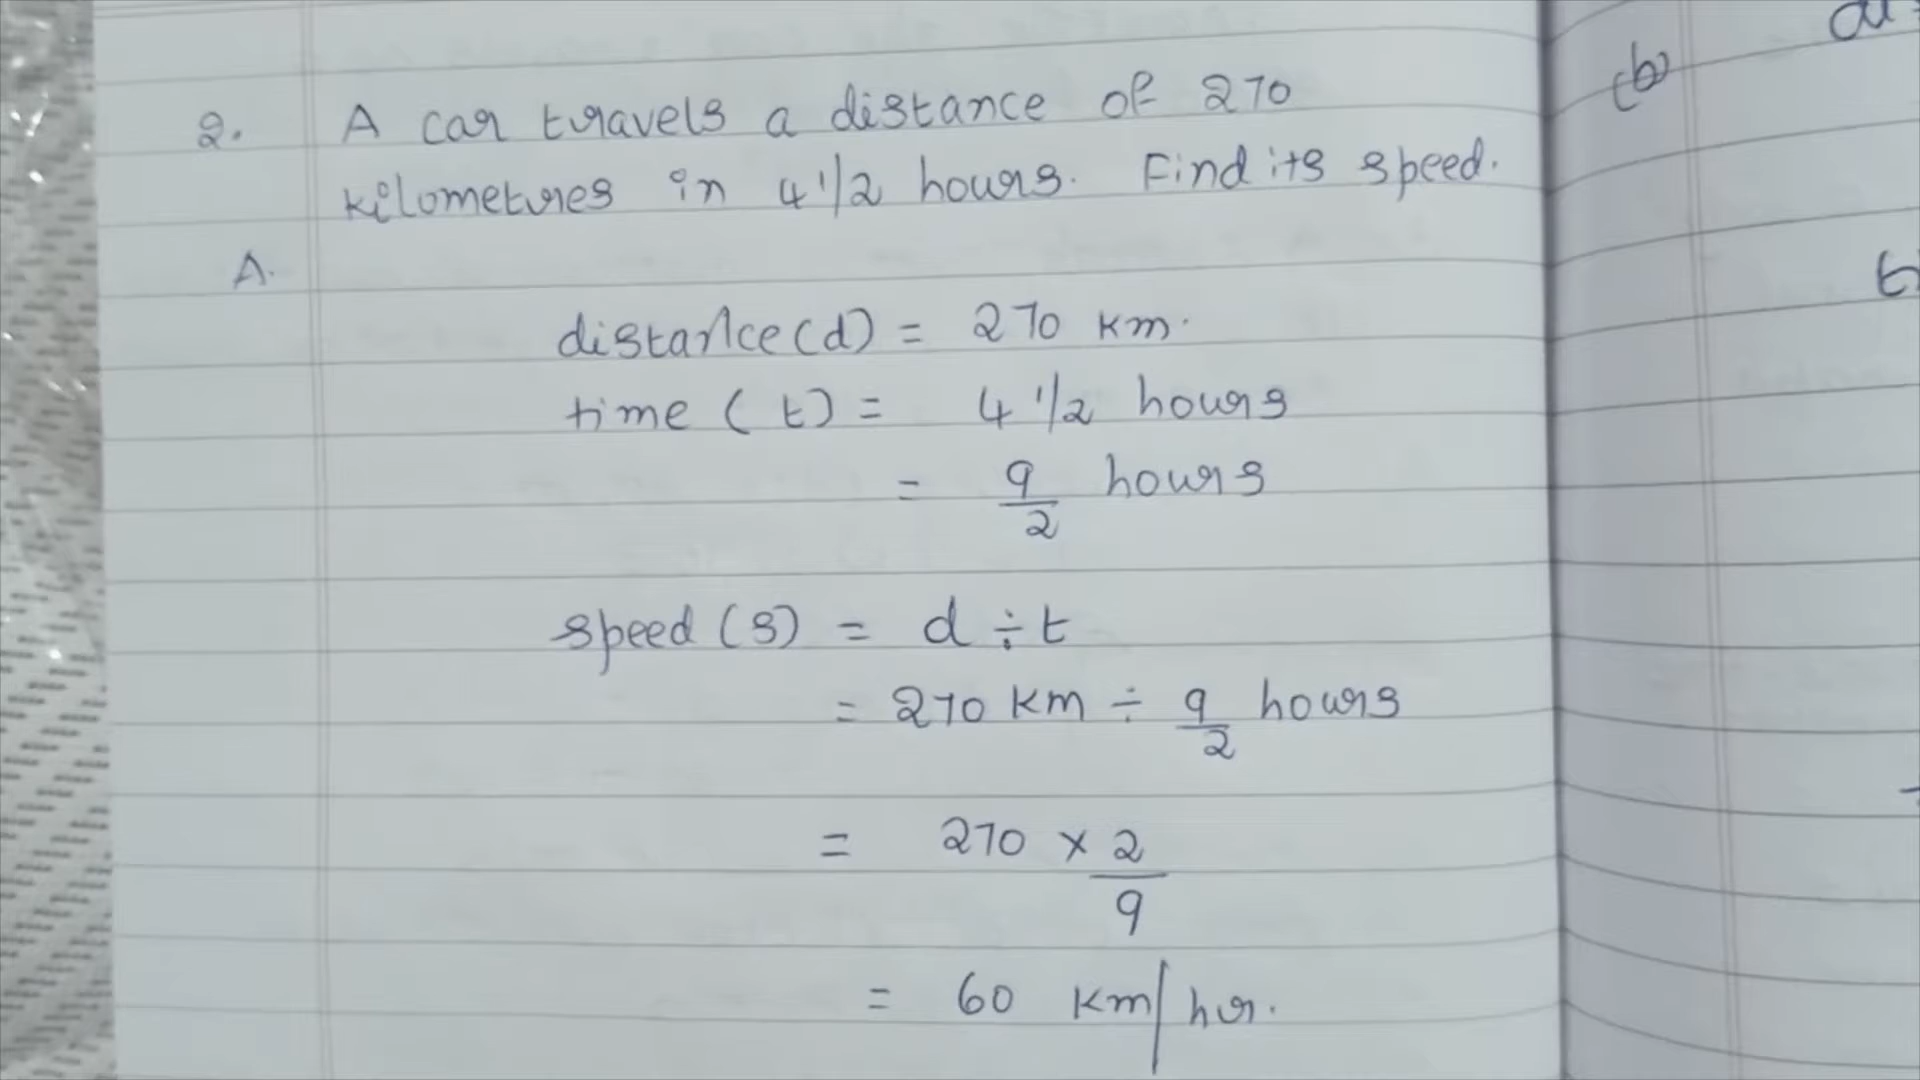 2. A car travels a distance of 270
kilometres in 4 1/2 hours. Find its speed.
A.
distance (d) = 270 km.
time (t) = 4 1/2 hours
= 9/2 hours
speed (s) = d ÷ t
= 270 km ÷ 9/2 hours
= 270 × 2/9
= 60 km/hr.
(b)